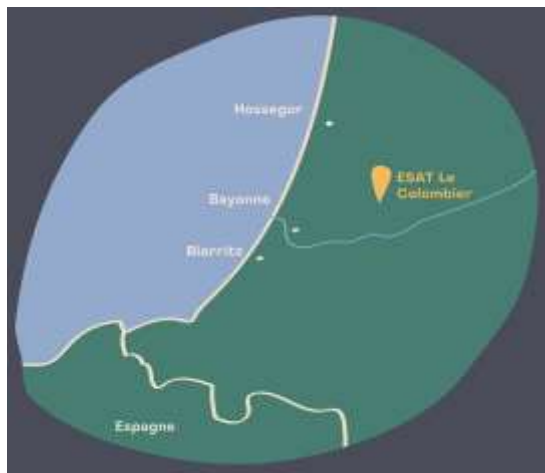 Hossegor
ESAT Le
Colombier
Bayonne
Biarritz
Espagne